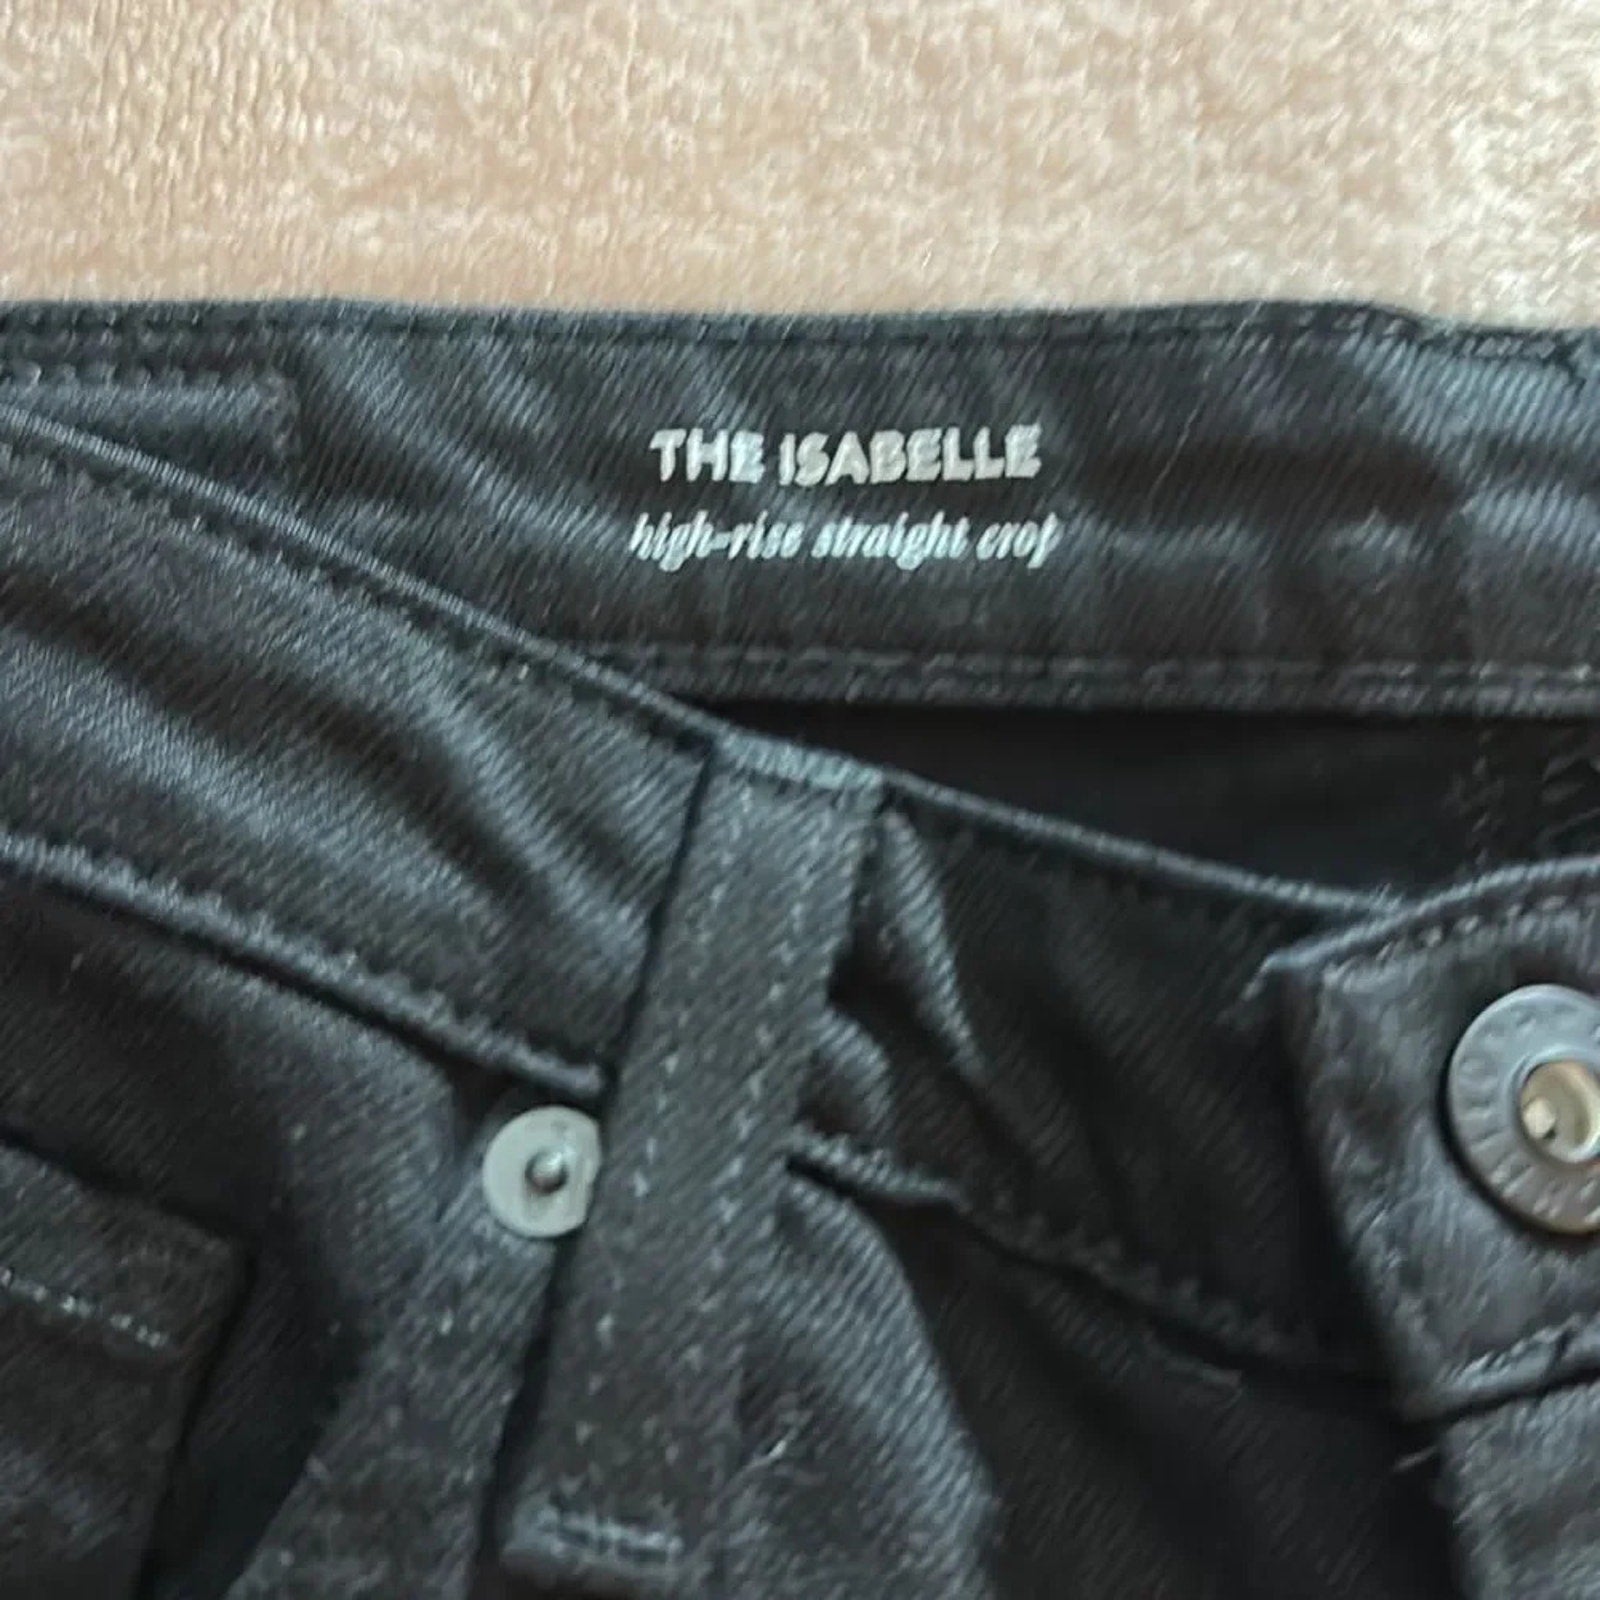 THE ISABELLE
high-rise straight crop